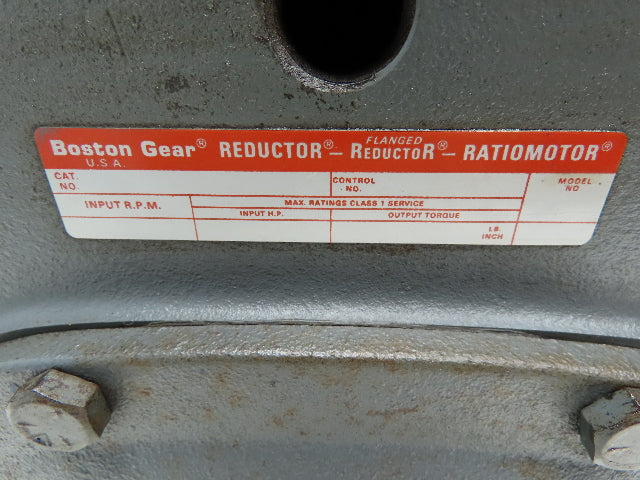 Boston Gear® REDUCTOR® – FLANGED REDUCTOR® – RATIOMOTOR®
U.S.A.
CAT. NO. CONTROL NO. MODEL NO
INPUT R.P.M. MAX. RATINGS CLASS 1 SERVICE
INPUT H.P. OUTPUT TORQUE
LB. INCH